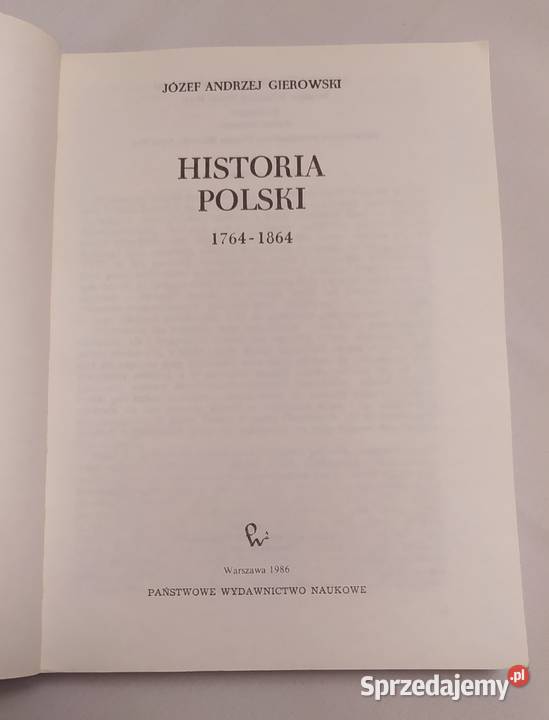 JÓZEF ANDRZEJ GIEROWSKI
HISTORIA
POLSKI
1764-1864
Warszawa 1986
PAŃSTWOWE WYDAWNICTWO NAUKOWE
Sprzedajemy.pl